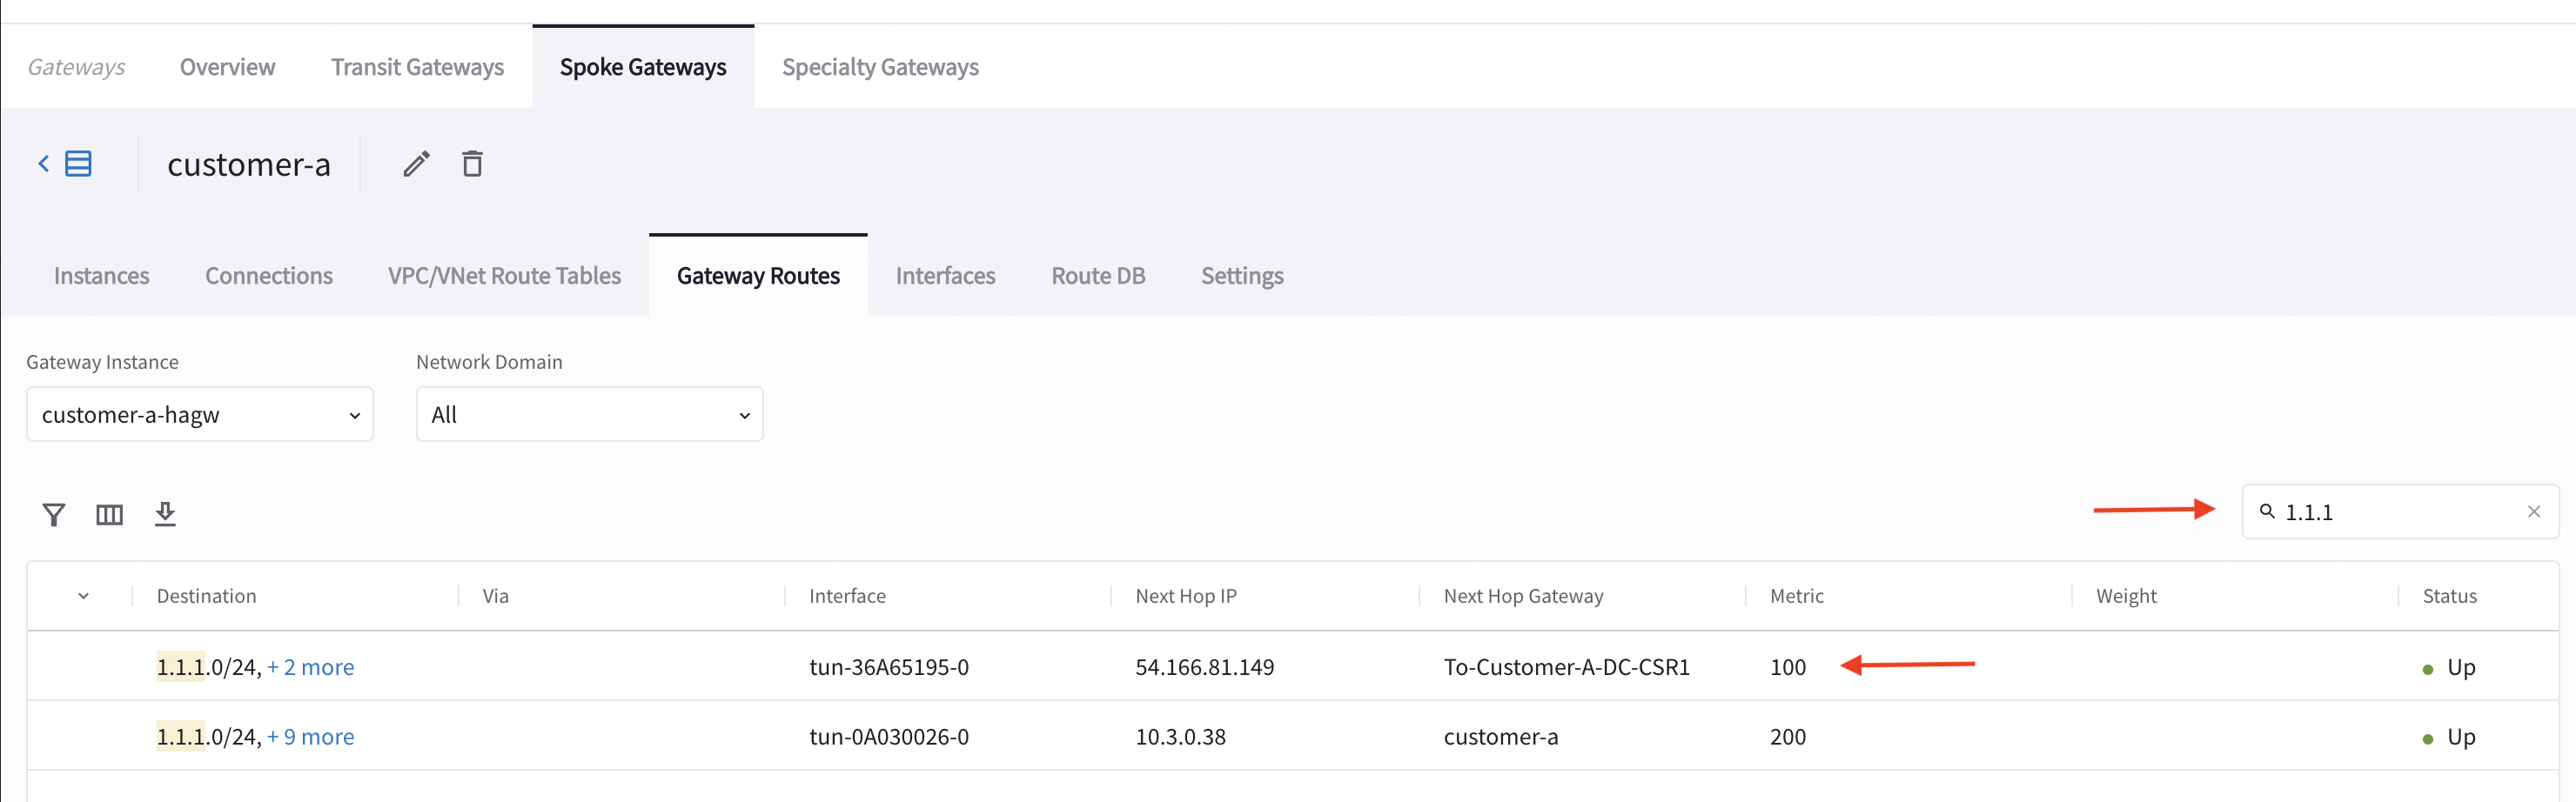 Gateways Overview Transit Gateways Spoke Gateways Specialty Gateways
customer-a
Instances Connections VPC/VNet Route Tables Gateway Routes Interfaces Route DB Settings
Gateway Instance Network Domain
customer-a-hagw All
1.1.1
Destination Via Interface Next Hop IP Next Hop Gateway Metric Weight Status
1.1.1.0/24, + 2 more tun-36A65195-0 54.166.81.149 To-Customer-A-DC-CSR1 100 Up
1.1.1.0/24, + 9 more tun-0A030026-0 10.3.0.38 customer-a 200 Up